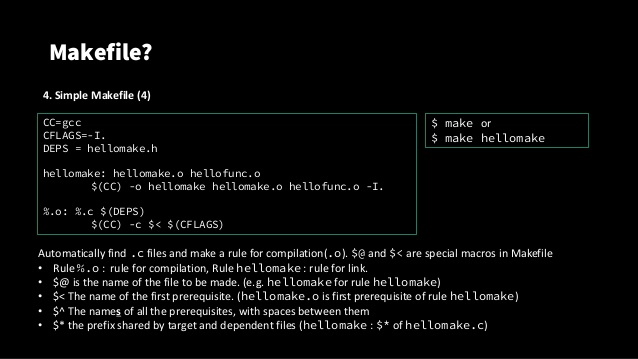 Makefile?
4. Simple Makefile (4)
CC=gcc
CFLAGS=-I.
DEPS = hellomake.h
hellomake: hellomake.o hellofunc.o
$(CC) -o hellomake hellomake.o hellofunc.o -I.
%.o: %.c $(DEPS)
$(CC) -c $< $(CFLAGS)
$ make or
$ make hellomake
Automatically find .c files and make a rule for compilation(.o). $@ and $< are special macros in Makefile
• Rule %.o : rule for compilation, Rule hellomake : rule for link.
• $@ is the name of the file to be made. (e.g. hellomake for rule hellomake)
• $< The name of the first prerequisite. (hellomake.o is first prerequisite of rule hellomake)
• $^ The names of all the prerequisites, with spaces between them
• $* the prefix shared by target and dependent files (hellomake : $* of hellomake.c)